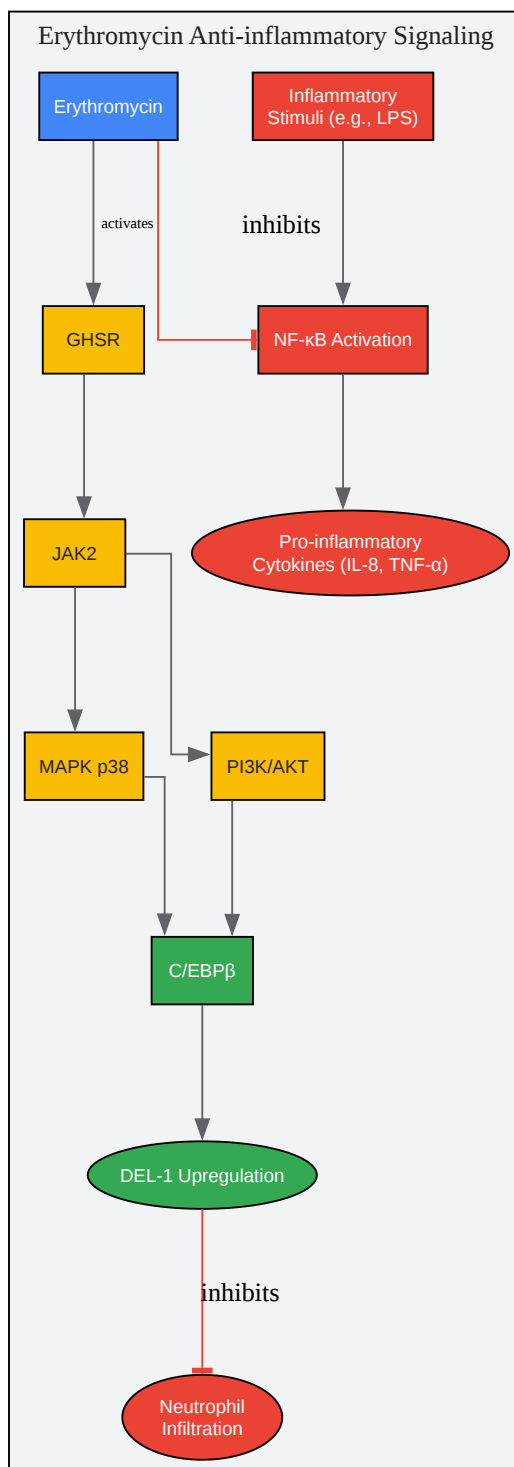 Erythromycin Anti-inflammatory Signaling
Erythromycin
Inflammatory
Stimuli (e.g., LPS)
activates
inhibits
GHSR
NF-κB Activation
JAK2
Pro-inflammatory
Cytokines (IL-8, TNF-α)
MAPK p38
PI3K/AKT
C/EBPβ
DEL-1 Upregulation
inhibits
Neutrophil
Infiltration